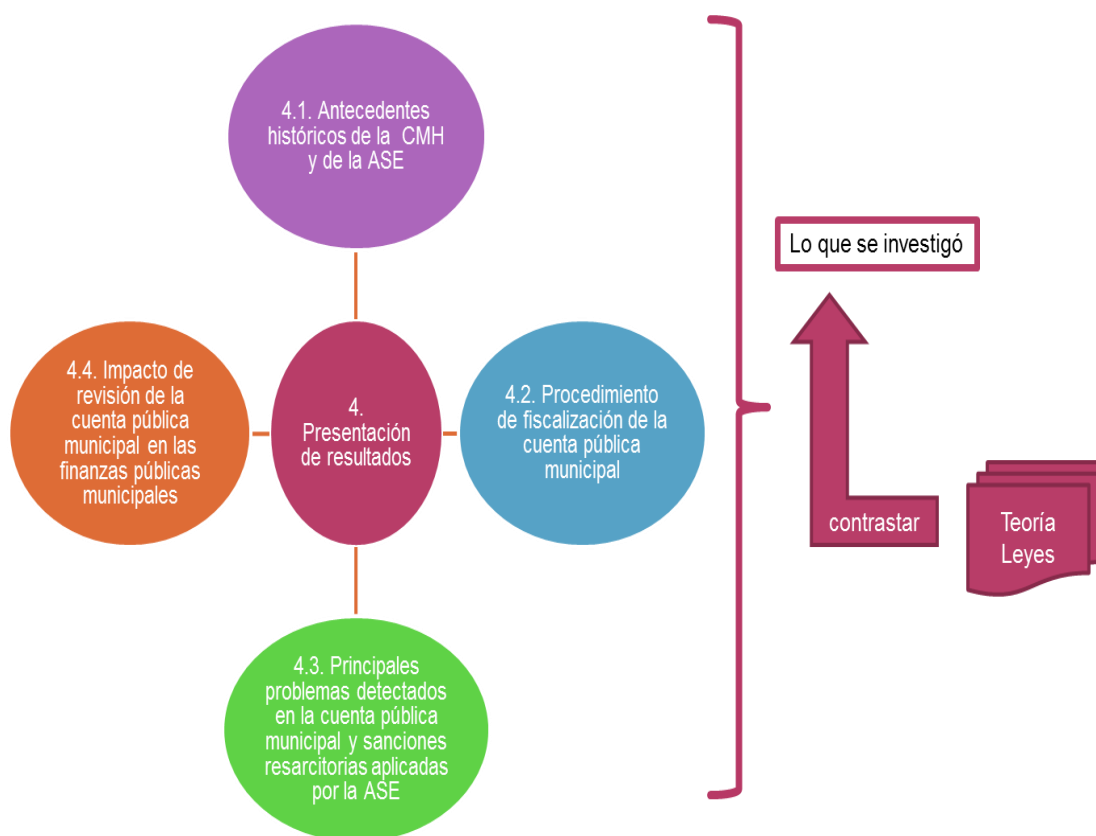 4.1. Antecedentes
históricos de la CMH
y de la ASE
4.4. Impacto de
revisión de la
cuenta pública
municipal en las
finanzas públicas
municipales
4.
Presentación
de resultados
4.2. Procedimiento
de fiscalización de la
cuenta pública
municipal
4.3. Principales
problemas detectados
en la cuenta pública
municipal y sanciones
resarcitorias aplicadas
por la ASE
Lo que se investigó
contrastar
Teoría
Leyes